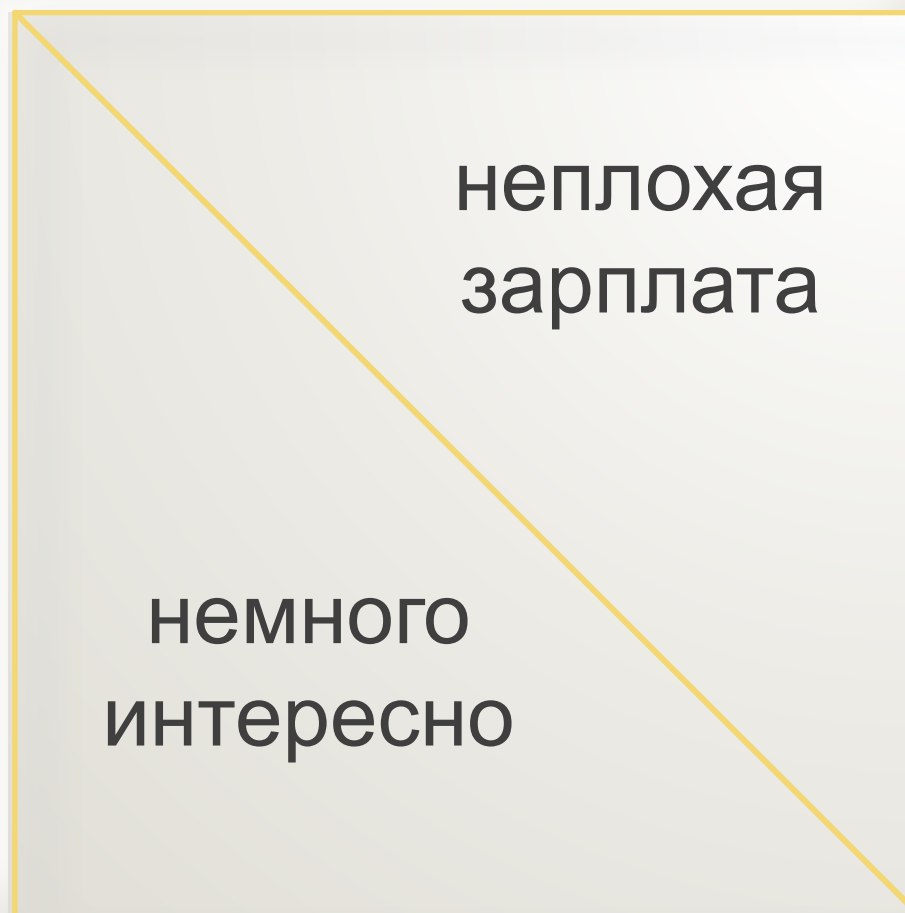 неплохая
зарплата
немного
интересно